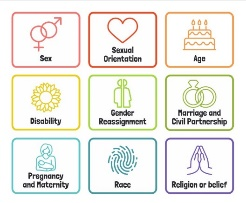 Sex
Sexual
Orientation
Age
Disability
Gender
Reassignment
Marriage and
Civil Partnership
Pregnancy
and Maternity
Race
Religion or belief